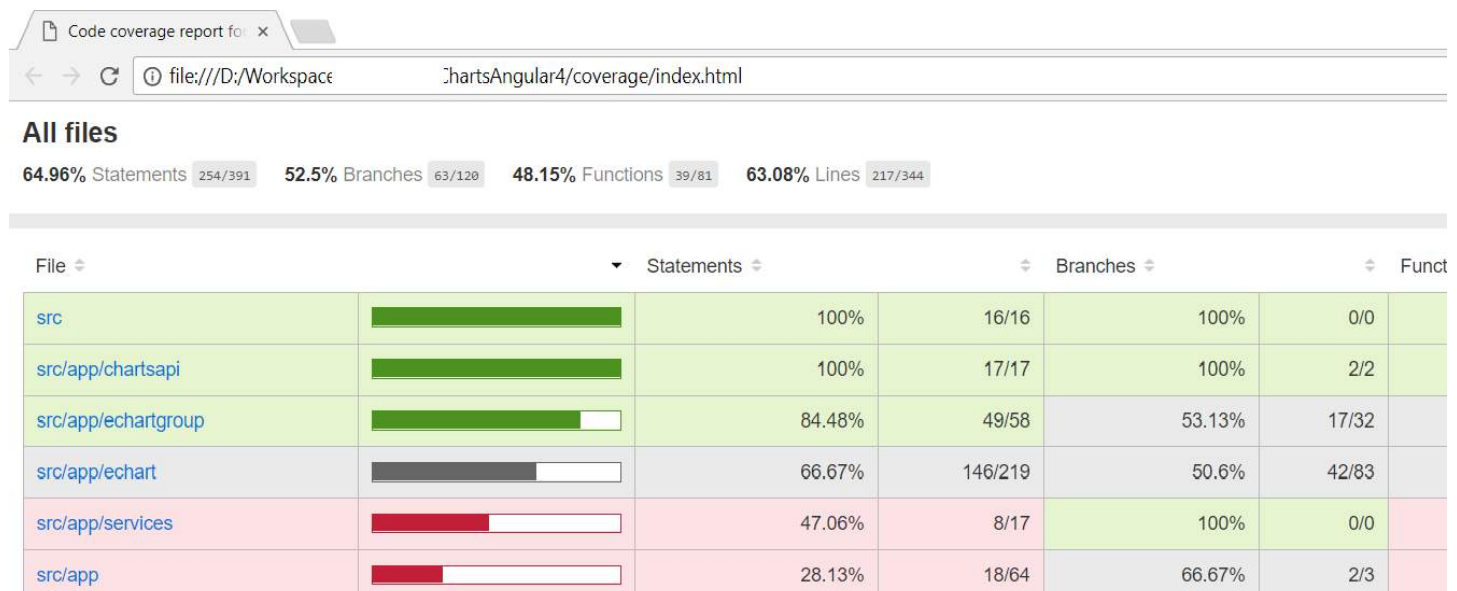 Code coverage report for
file:///D:/Workspace hartsAngular4/coverage/index.html
All files
64.96% Statements 254/391 52.5% Branches 63/120 48.15% Functions 39/81 63.08% Lines 217/344
File Statements Branches Funct
src 100% 16/16 100% 0/0
src/app/chartsapi 100% 17/17 100% 2/2
src/app/echartgroup 84.48% 49/58 53.13% 17/32
src/app/echart 66.67% 146/219 50.6% 42/83
src/app/services 47.06% 8/17 100% 0/0
src/app 28.13% 18/64 66.67% 2/3